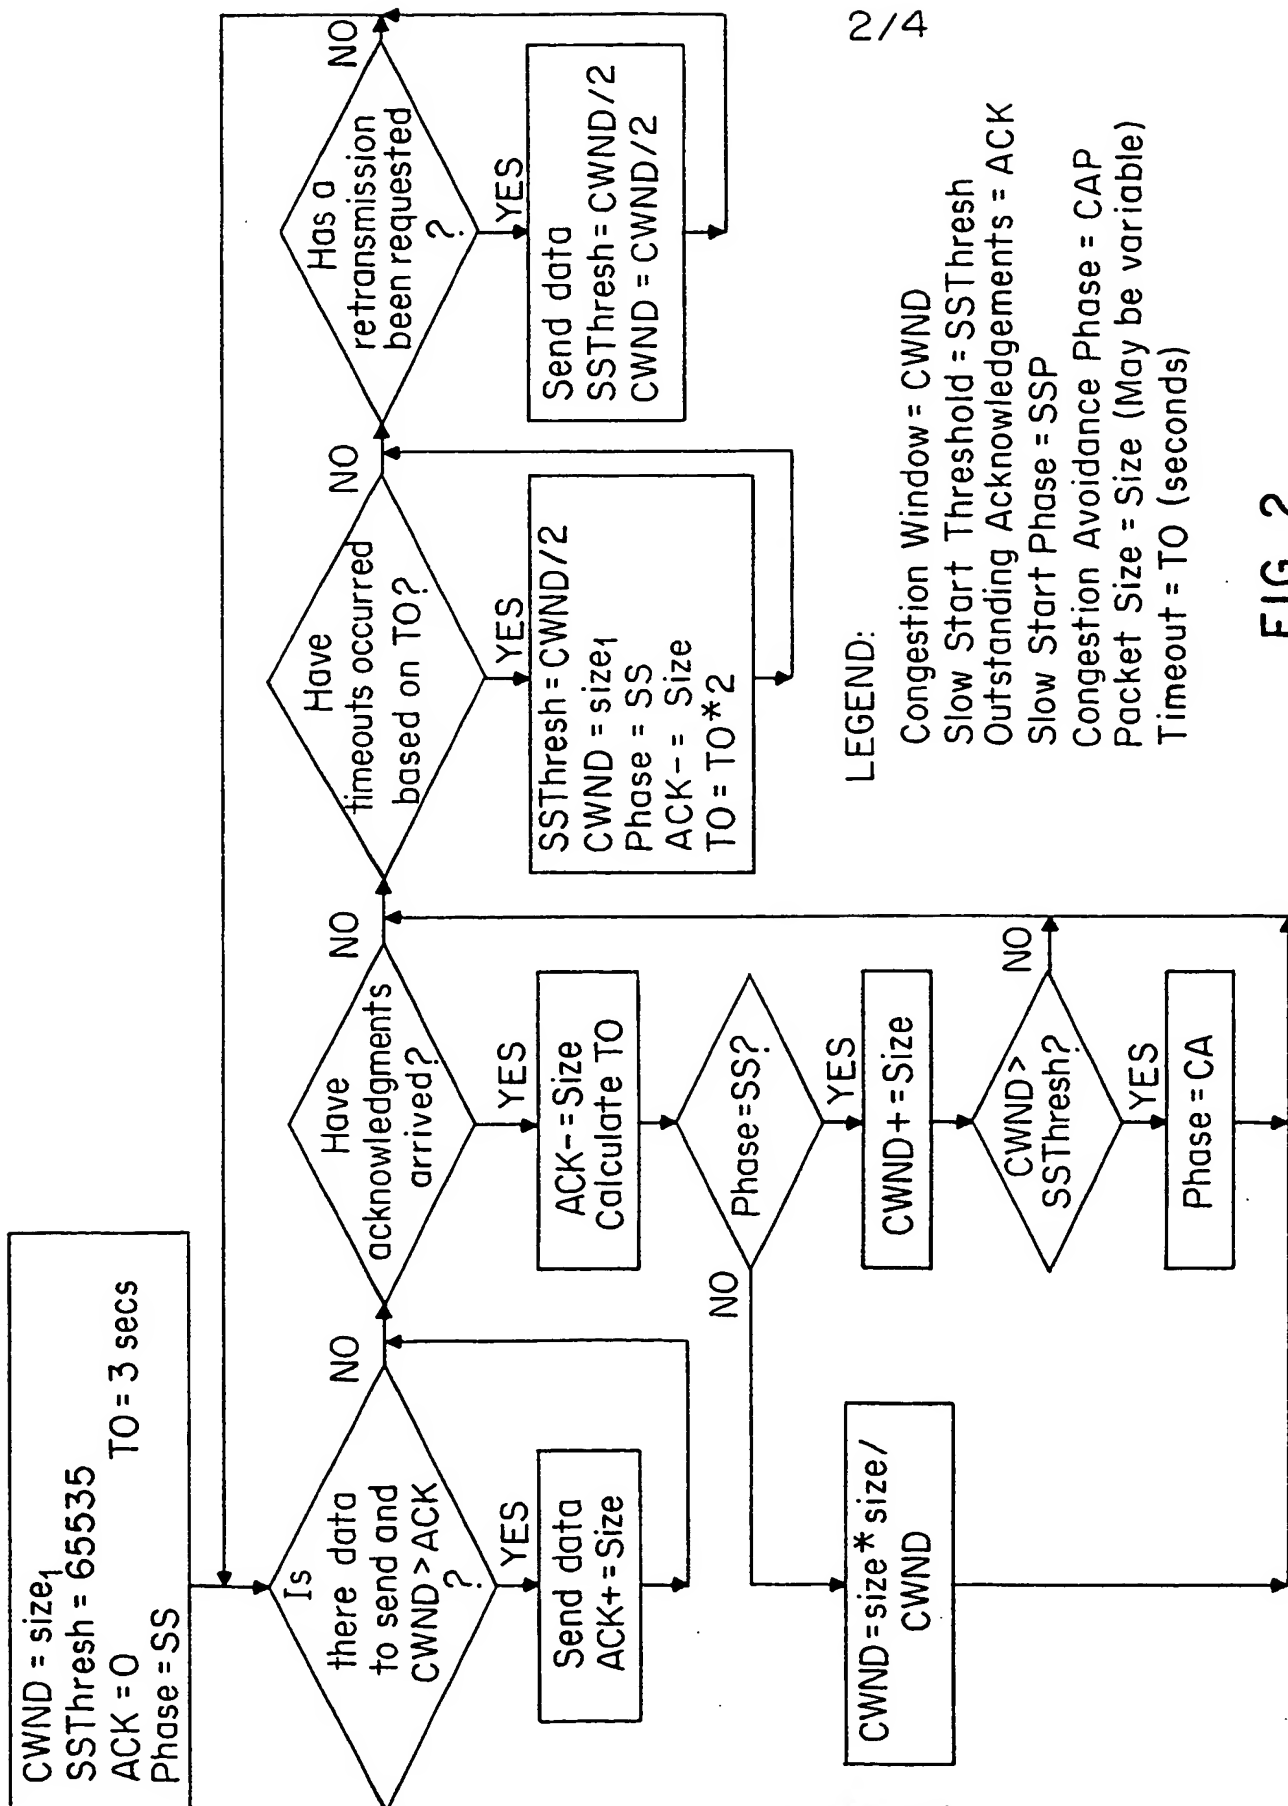 2/4
CWND = size1
SSThresh = 65535
ACK = 0 TO = 3 secs
Phase = SS
Is
there data
to send and
CWND > ACK
?
NO
YES
Send data
ACK+ = Size
Have
acknowledgments
arrived?
NO
YES
ACK- = Size
Calculate TO
Phase = SS?
NO
YES
CWND + = Size
CWND >
SSThresh?
NO
YES
Phase = CA
CWND = size * size /
CWND
Have
timeouts occurred
based on TO?
NO
YES
SSThresh = CWND/2
CWND = size1
Phase = SS
ACK- = Size
TO = TO*2
Has a
retransmission
been requested
?
NO
YES
Send data
SSThresh = CWND/2
CWND = CWND/2
LEGEND:
Congestion Window = CWND
Slow Start Threshold = SSThresh
Outstanding Acknowledgements = ACK
Slow Start Phase = SSP
Congestion Avoidance Phase = CAP
Packet Size = Size (May be variable)
Timeout = TO (seconds)
FIG. 2